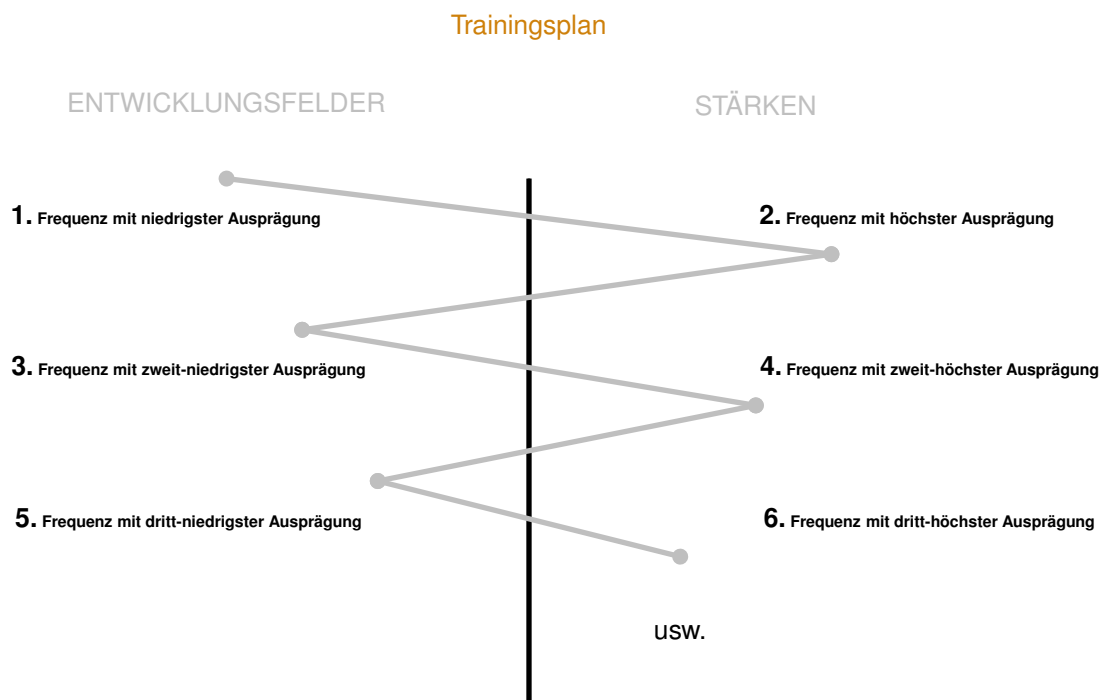 Trainingsplan
ENTWICKLUNGSFELDER
STÄRKEN
1. Frequenz mit niedrigster Ausprägung
2. Frequenz mit höchster Ausprägung
3. Frequenz mit zweit-niedrigster Ausprägung
4. Frequenz mit zweit-höchster Ausprägung
5. Frequenz mit dritt-niedrigster Ausprägung
6. Frequenz mit dritt-höchster Ausprägung
usw.